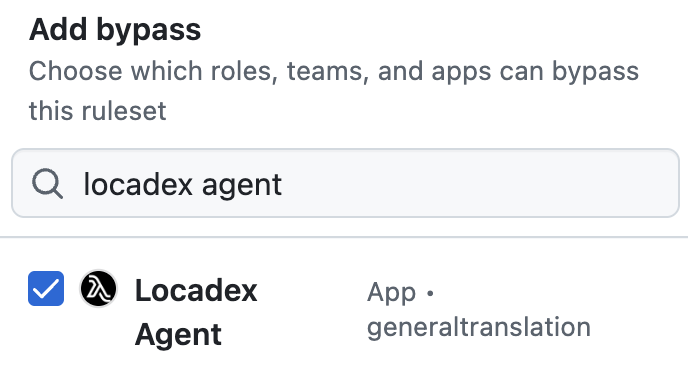 Add bypass
Choose which roles, teams, and apps can bypass
this ruleset
locadex agent
Locadex
Agent
App •
generaltranslation